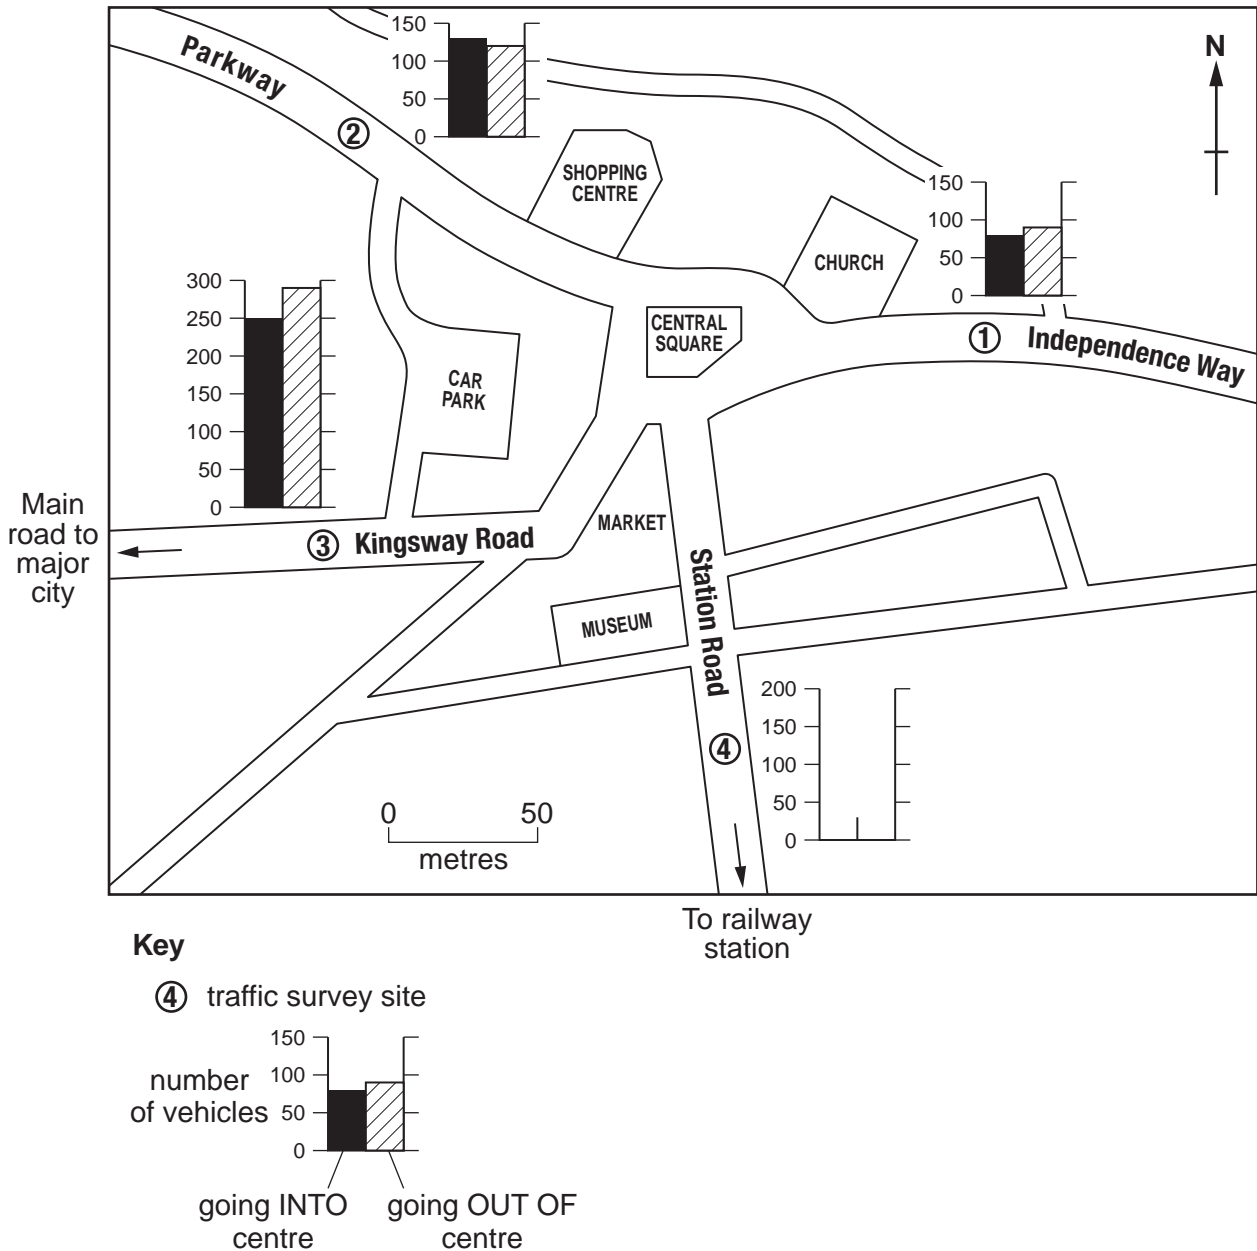 150
100
50
0
N
Parkway
2
SHOPPING
CENTRE
150
100
50
0
CHURCH
300
250
200
150
100
50
0
CENTRAL
SQUARE
1 Independence Way
CAR
PARK
Main
road to
major
city
MARKET
3 Kingsway Road
Station Road
MUSEUM
200
150
100
50
0
4
0 50
metres
To railway
station
Key
4 traffic survey site
150
100
50
0
number
of vehicles
going INTO
centre
going OUT OF
centre